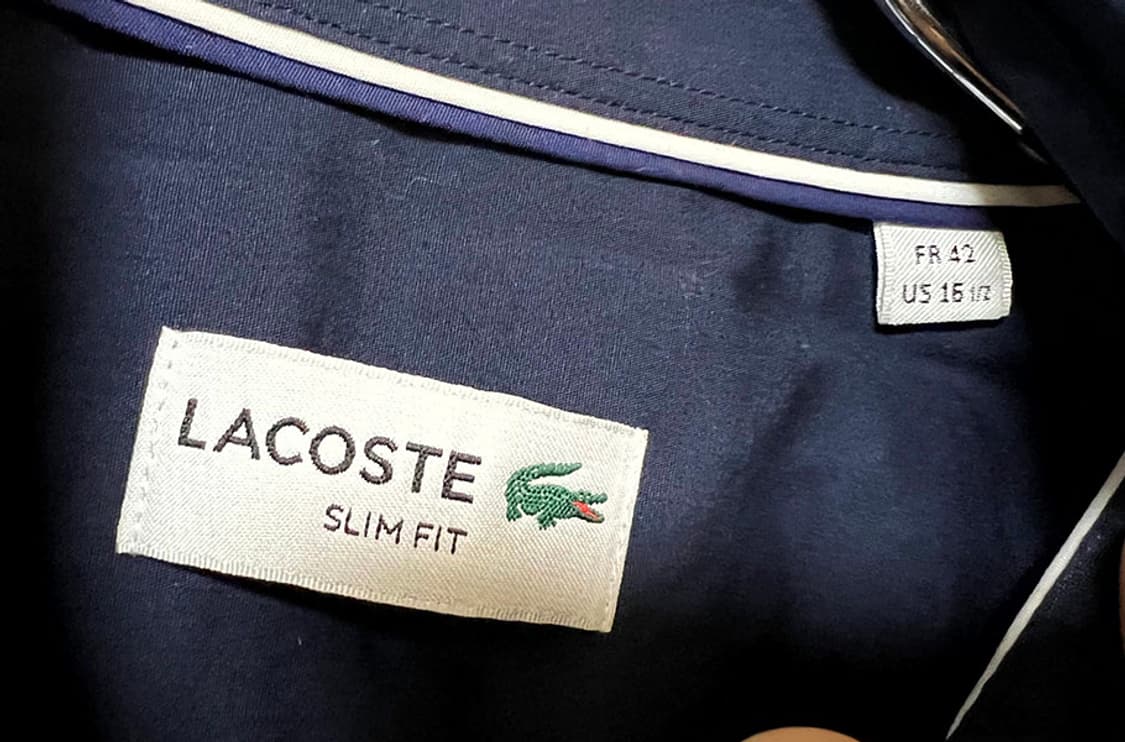 FR 42
US 16 1/2
LACOSTE
SLIM FIT